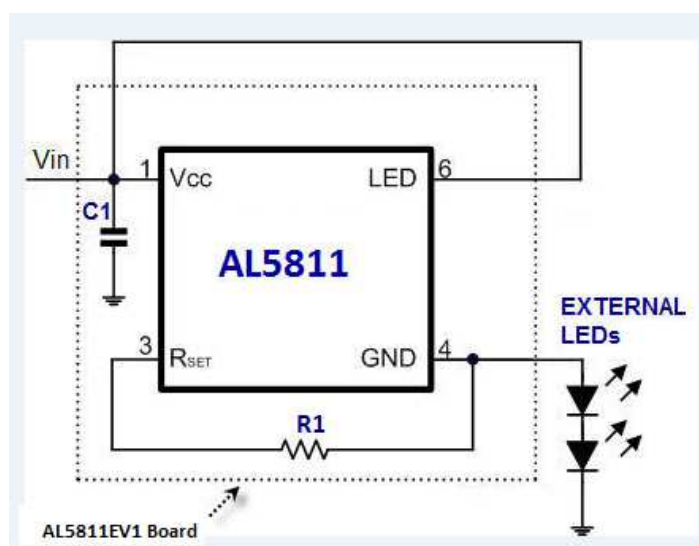 Vin
1
Vcc
LED
6
C1
AL5811
EXTERNAL
LEDs
3
RSET
GND
4
R1
AL5811EV1 Board